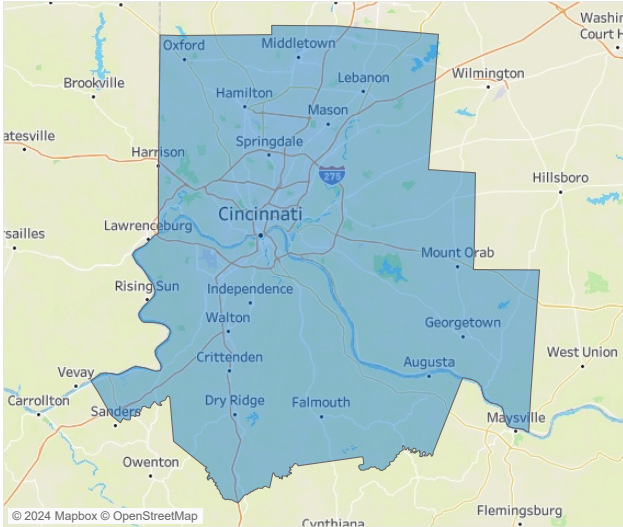 Washin
Court H
Oxford
Middletown
Brookville
Lebanon
Wilmington
Hamilton
Mason
atesville
Springdale
Harrison
275
Hillsboro
Cincinnati
Lawrenceburg
rsailles
Mount Orab
Rising Sun
Independence
Walton
Georgetown
Crittenden
West Union
Augusta
Vevay
Carrollton
Dry Ridge
Falmouth
Sanders
Maysville
Owenton
Flemingsburg
© 2024 Mapbox © OpenStreetMap
Cynthiana